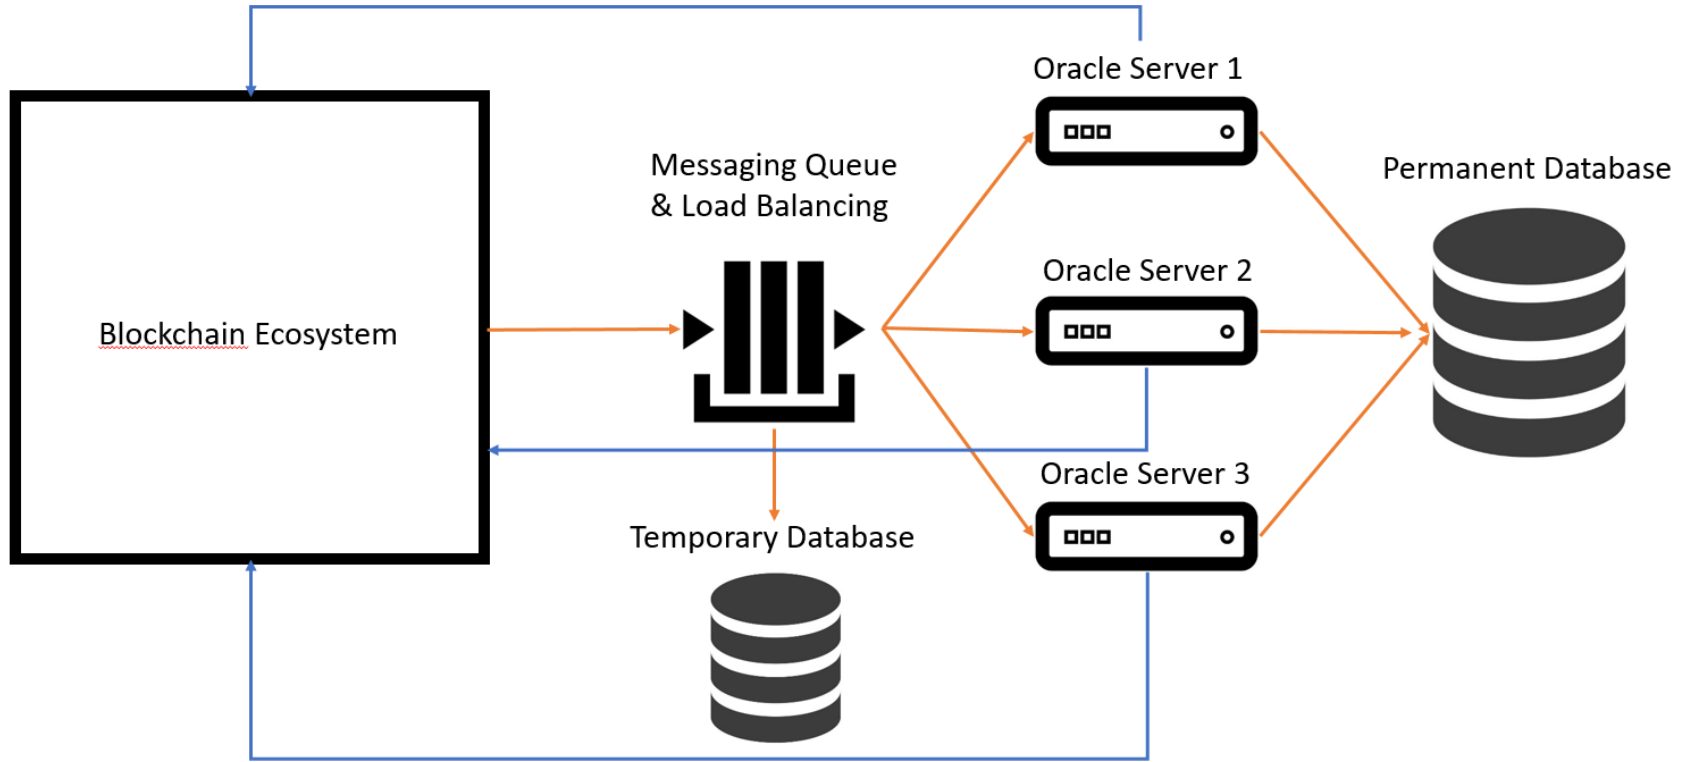 Oracle Server 1
Messaging Queue
& Load Balancing
Permanent Database
Oracle Server 2
Blockchain Ecosystem
Oracle Server 3
Temporary Database